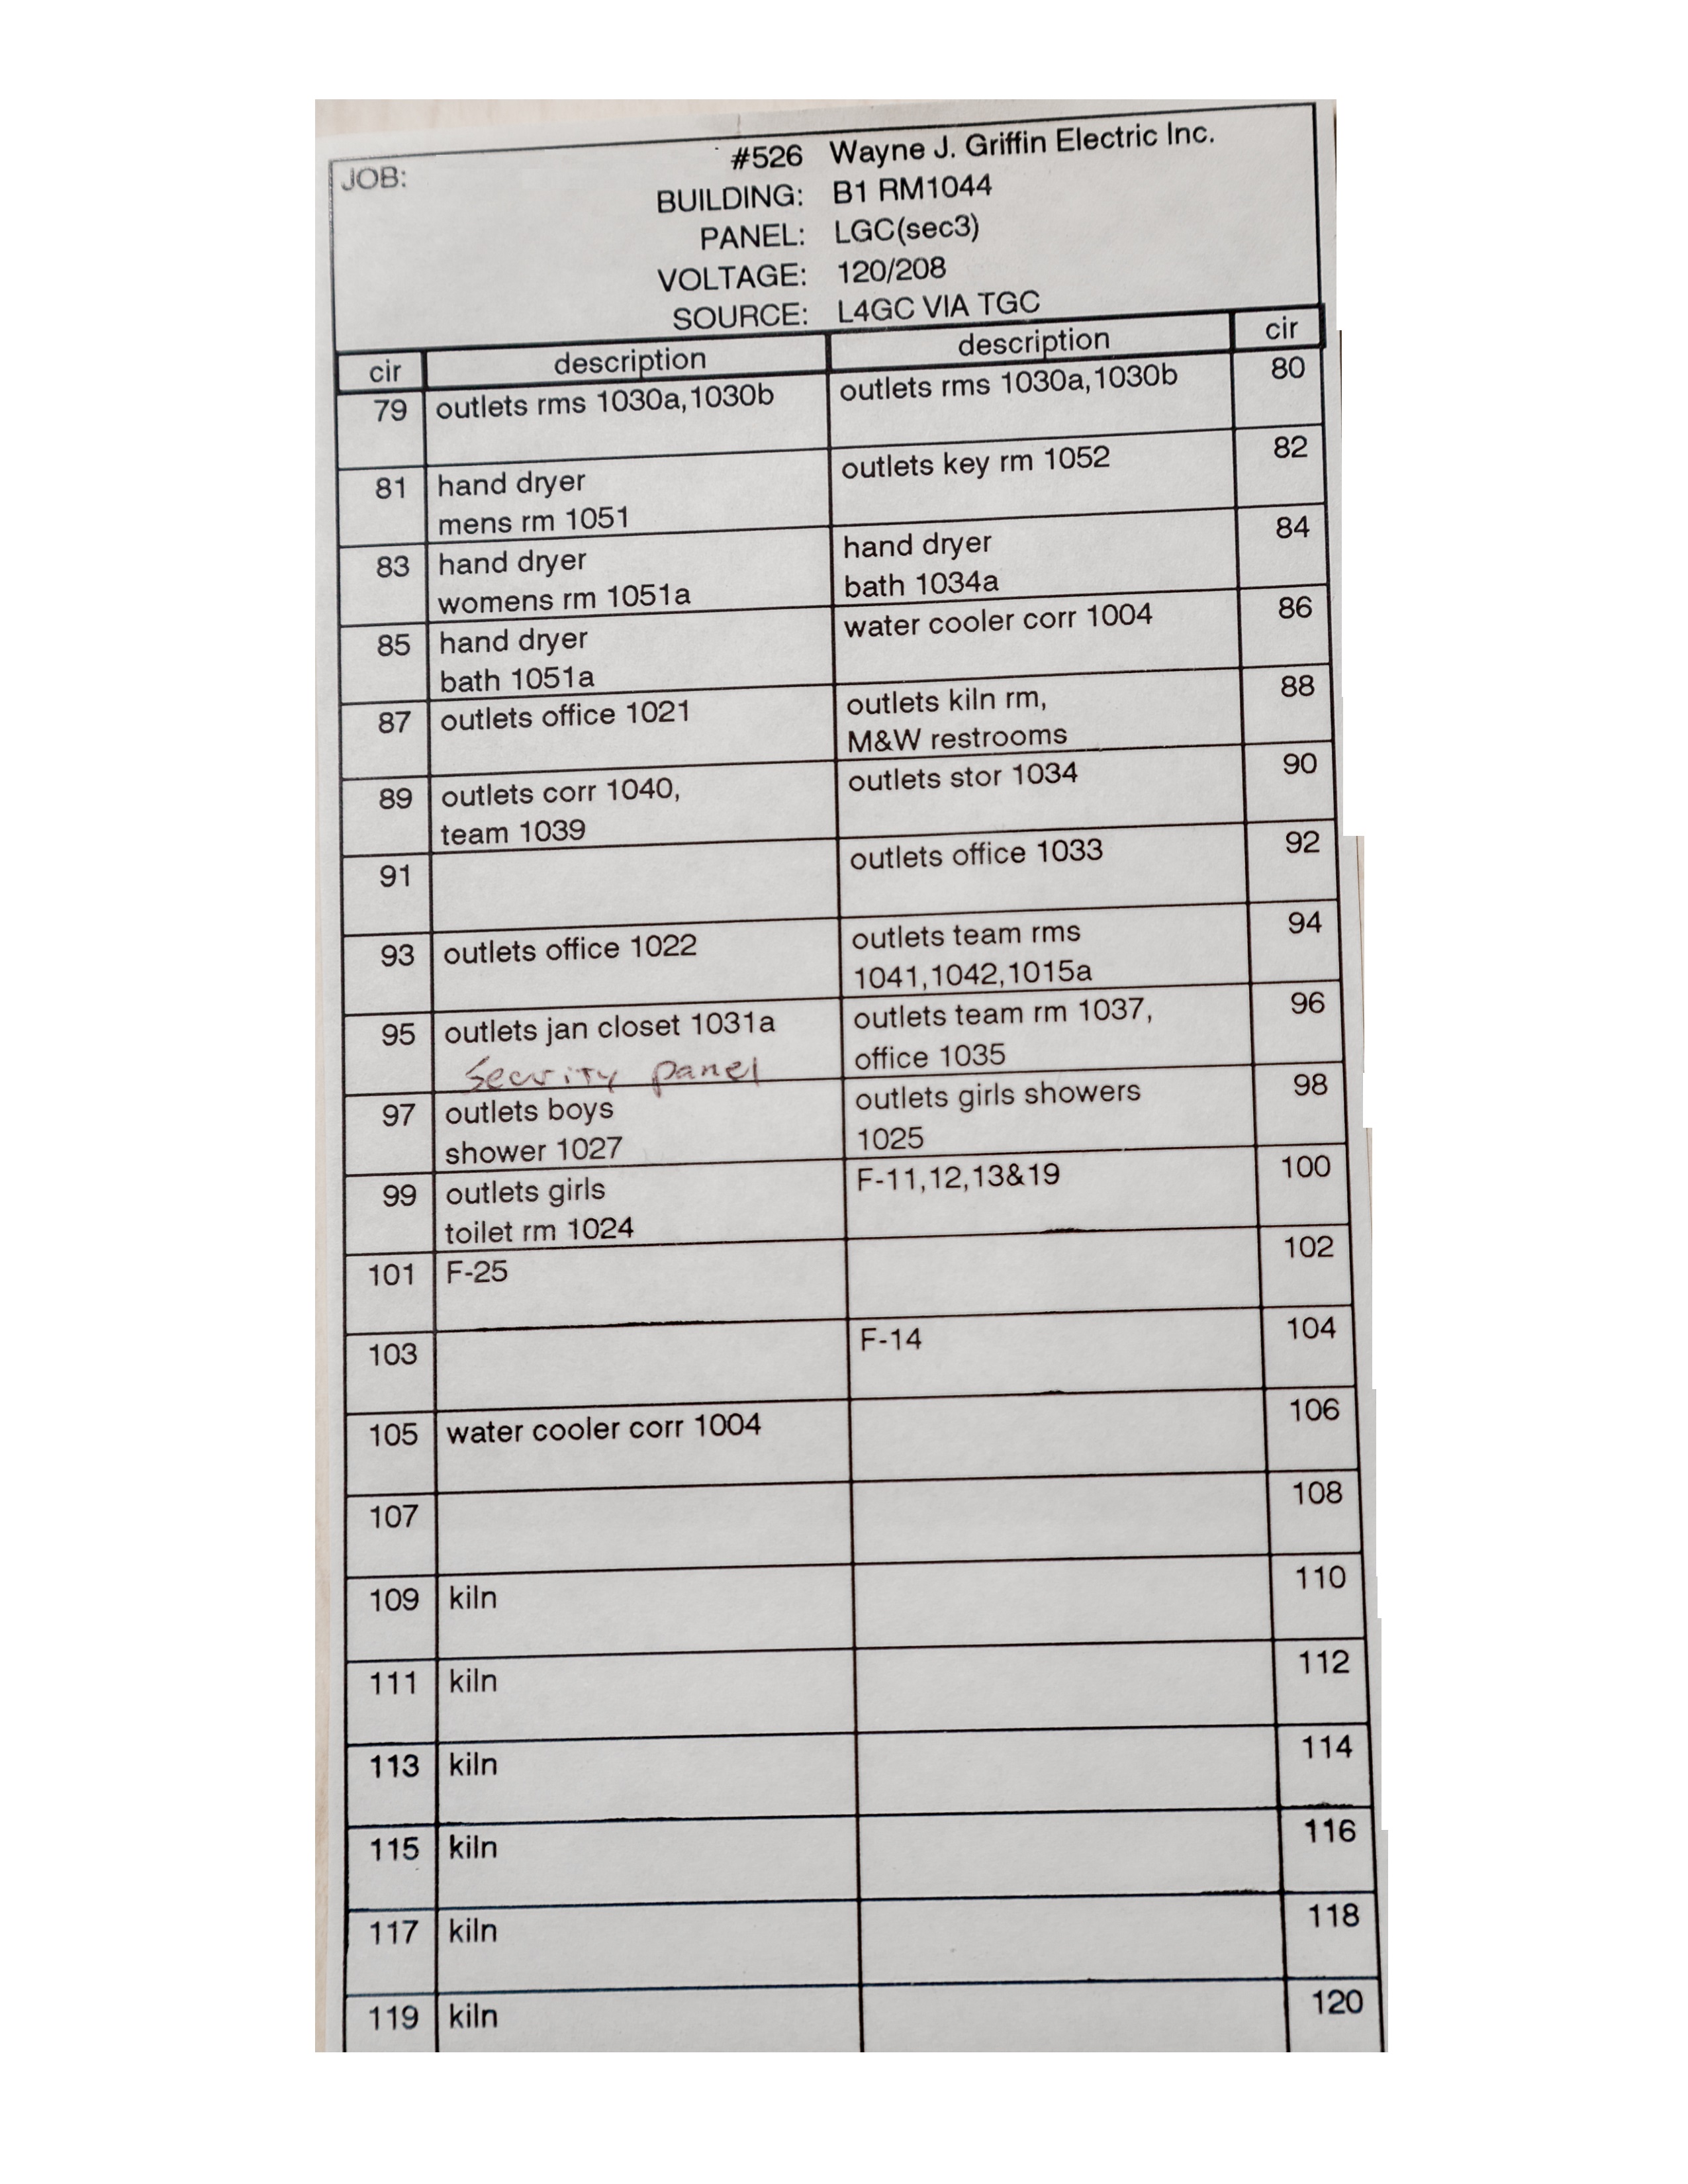 JOB: #526 Wayne J. Griffin Electric Inc.
BUILDING: B1 RM1044
PANEL: LGC(sec3)
VOLTAGE: 120/208
SOURCE: L4GC VIA TGC
cir description description cir
79 outlets rms 1030a,1030b outlets rms 1030a,1030b 80
81 hand dryer outlets key rm 1052 82
mens rm 1051
83 hand dryer hand dryer 84
womens rm 1051a bath 1034a
85 hand dryer water cooler corr 1004 86
bath 1051a
87 outlets office 1021 outlets kiln rm, 88
M&W restrooms
89 outlets corr 1040, outlets stor 1034 90
team 1039
91 outlets office 1033 92
93 outlets office 1022 outlets team rms 94
1041,1042,1015a
95 outlets jan closet 1031a outlets team rm 1037, 96
Security panel office 1035
97 outlets boys outlets girls showers 98
shower 1027 1025
99 outlets girls F-11,12,13&19 100
toilet rm 1024
101 F-25 102
103 F-14 104
105 water cooler corr 1004 106
107 108
109 kiln 110
111 kiln 112
113 kiln 114
115 kiln 116
117 kiln 118
119 kiln 120